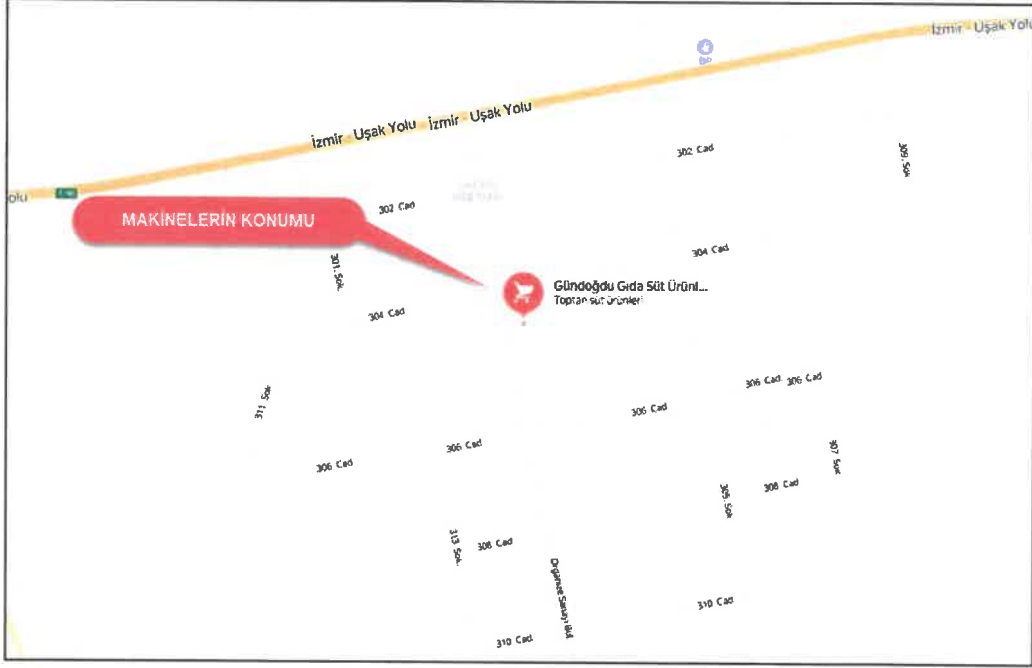 İzmir - Uşak Yolu
İzmir - Uşak Yolu
İzmir - Uşak Yolu
302 Cad
309. Sok
olu
302 Cad
MAKİNELERİN KONUMU
304 Cad
301. Sok.
Gündoğdu Gıda Süt Ürünl...
Toptan süt ürünleri
304 Cad
306 Cad.
306 Cad
311 Sok
306 Cad
306 Cad
307 Sok
306 Cad
308 Cad
305. Sok
313 Sok.
308 Cad
Organize Sanayi Bul
310 Cad
310 Cad